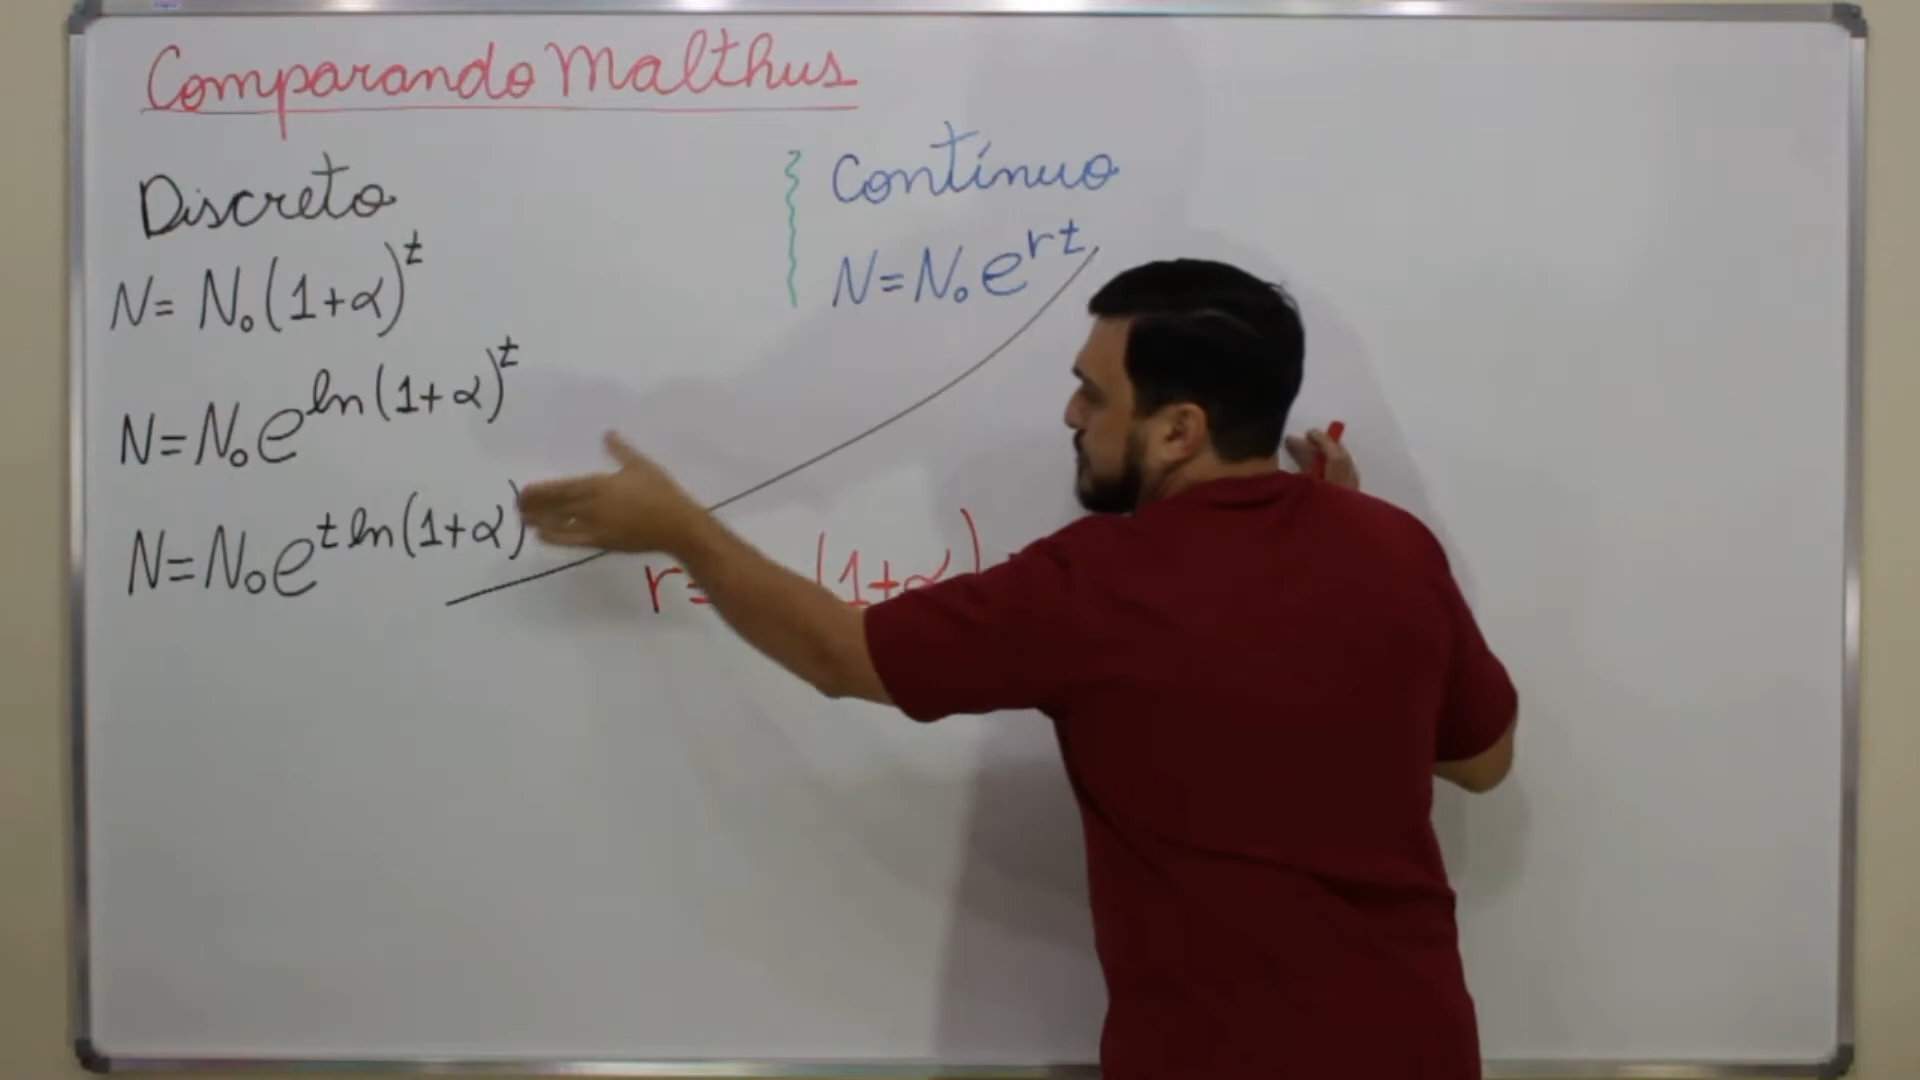 Comparando Malthus
Discreto
N = N₀(1+α)^t
N = N₀e^ln(1+α)^t
N = N₀e^t ln(1+α)
Contínuo
N = N₀e^rt
r = (1+α)